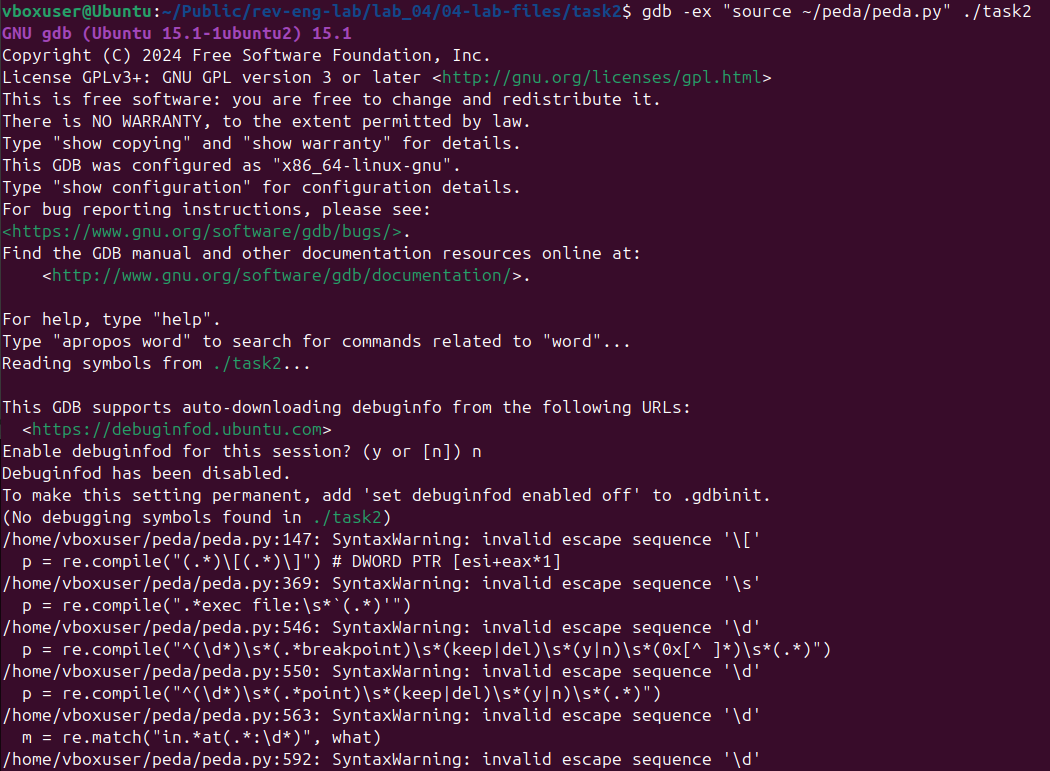 vboxuser@Ubuntu:~/Public/rev-eng-lab/lab_04/04-lab-files/task2$ gdb -ex "source ~/peda/peda.py" ./task2
GNU gdb (Ubuntu 15.1-1ubuntu2) 15.1
Copyright (C) 2024 Free Software Foundation, Inc.
License GPLv3+: GNU GPL version 3 or later <http://gnu.org/licenses/gpl.html>
This is free software: you are free to change and redistribute it.
There is NO WARRANTY, to the extent permitted by law.
Type "show copying" and "show warranty" for details.
This GDB was configured as "x86_64-linux-gnu".
Type "show configuration" for configuration details.
For bug reporting instructions, please see:
<https://www.gnu.org/software/gdb/bugs/>.
Find the GDB manual and other documentation resources online at:
    <http://www.gnu.org/software/gdb/documentation/>.

For help, type "help".
Type "apropos word" to search for commands related to "word"...
Reading symbols from ./task2...

This GDB supports auto-downloading debuginfo from the following URLs:
  <https://debuginfod.ubuntu.com>
Enable debuginfod for this session? (y or [n]) n
Debuginfod has been disabled.
To make this setting permanent, add 'set debuginfod enabled off' to .gdbinit.
(No debugging symbols found in ./task2)
/home/vboxuser/peda/peda.py:147: SyntaxWarning: invalid escape sequence '\['
  p = re.compile("(.*)\[(.*)\]") # DWORD PTR [esi+eax*1]
/home/vboxuser/peda/peda.py:369: SyntaxWarning: invalid escape sequence '\s'
  p = re.compile(".*exec file:\s*`(.*)'")
/home/vboxuser/peda/peda.py:546: SyntaxWarning: invalid escape sequence '\d'
  p = re.compile("^(\d*)\s*(.*breakpoint)\s*(keep|del)\s*(y|n)\s*(0x[^ ]*)\s*(.*)")
/home/vboxuser/peda/peda.py:550: SyntaxWarning: invalid escape sequence '\d'
  p = re.compile("^(\d*)\s*(.*point)\s*(keep|del)\s*(y|n)\s*(.*)")
/home/vboxuser/peda/peda.py:563: SyntaxWarning: invalid escape sequence '\d'
  m = re.match("in.*at(.*:\d*)", what)
/home/vboxuser/peda/peda.py:592: SyntaxWarning: invalid escape sequence '\d'